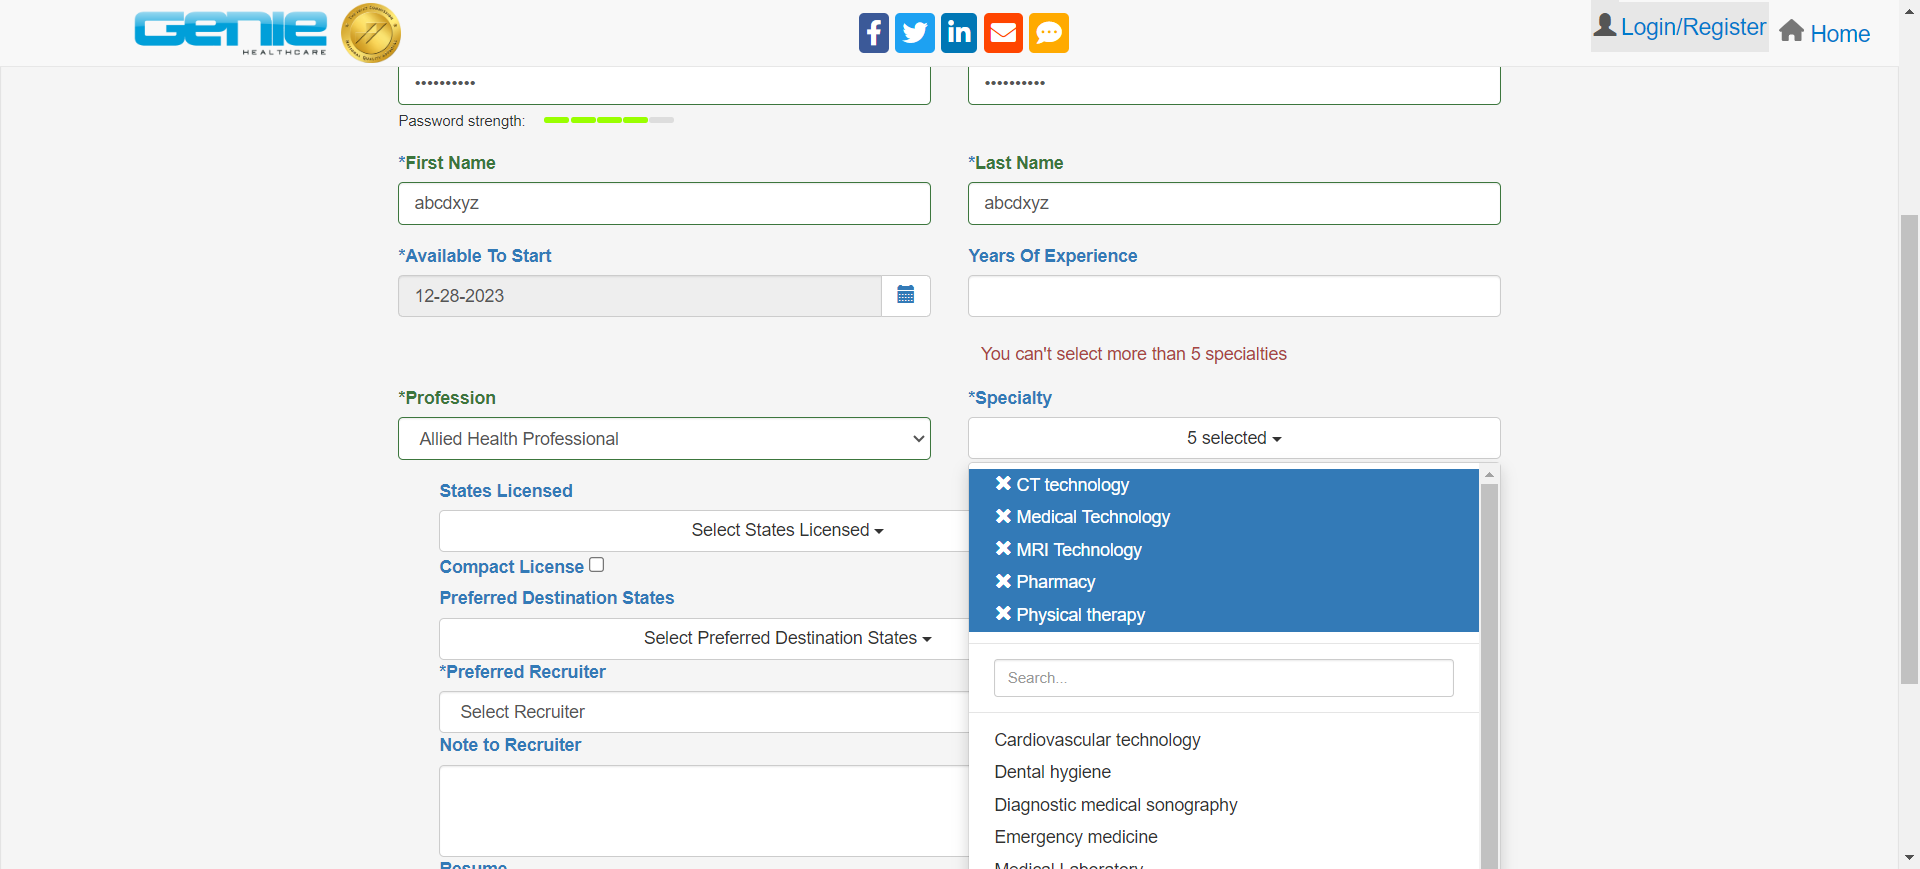 GENIE
HEALTHCARE
Login/Register
Home
••••••••••
••••••••••
Password strength:
*First Name
*Last Name
abcdxyz
abcdxyz
*Available To Start
Years Of Experience
12-28-2023
You can't select more than 5 specialties
*Profession
*Specialty
Allied Health Professional
5 selected
States Licensed
Select States Licensed
Compact License
Preferred Destination States
Select Preferred Destination States
*Preferred Recruiter
Select Recruiter
Note to Recruiter
Resume
CT technology
Medical Technology
MRI Technology
Pharmacy
Physical therapy
Search...
Cardiovascular technology
Dental hygiene
Diagnostic medical sonography
Emergency medicine
Medical Laboratory